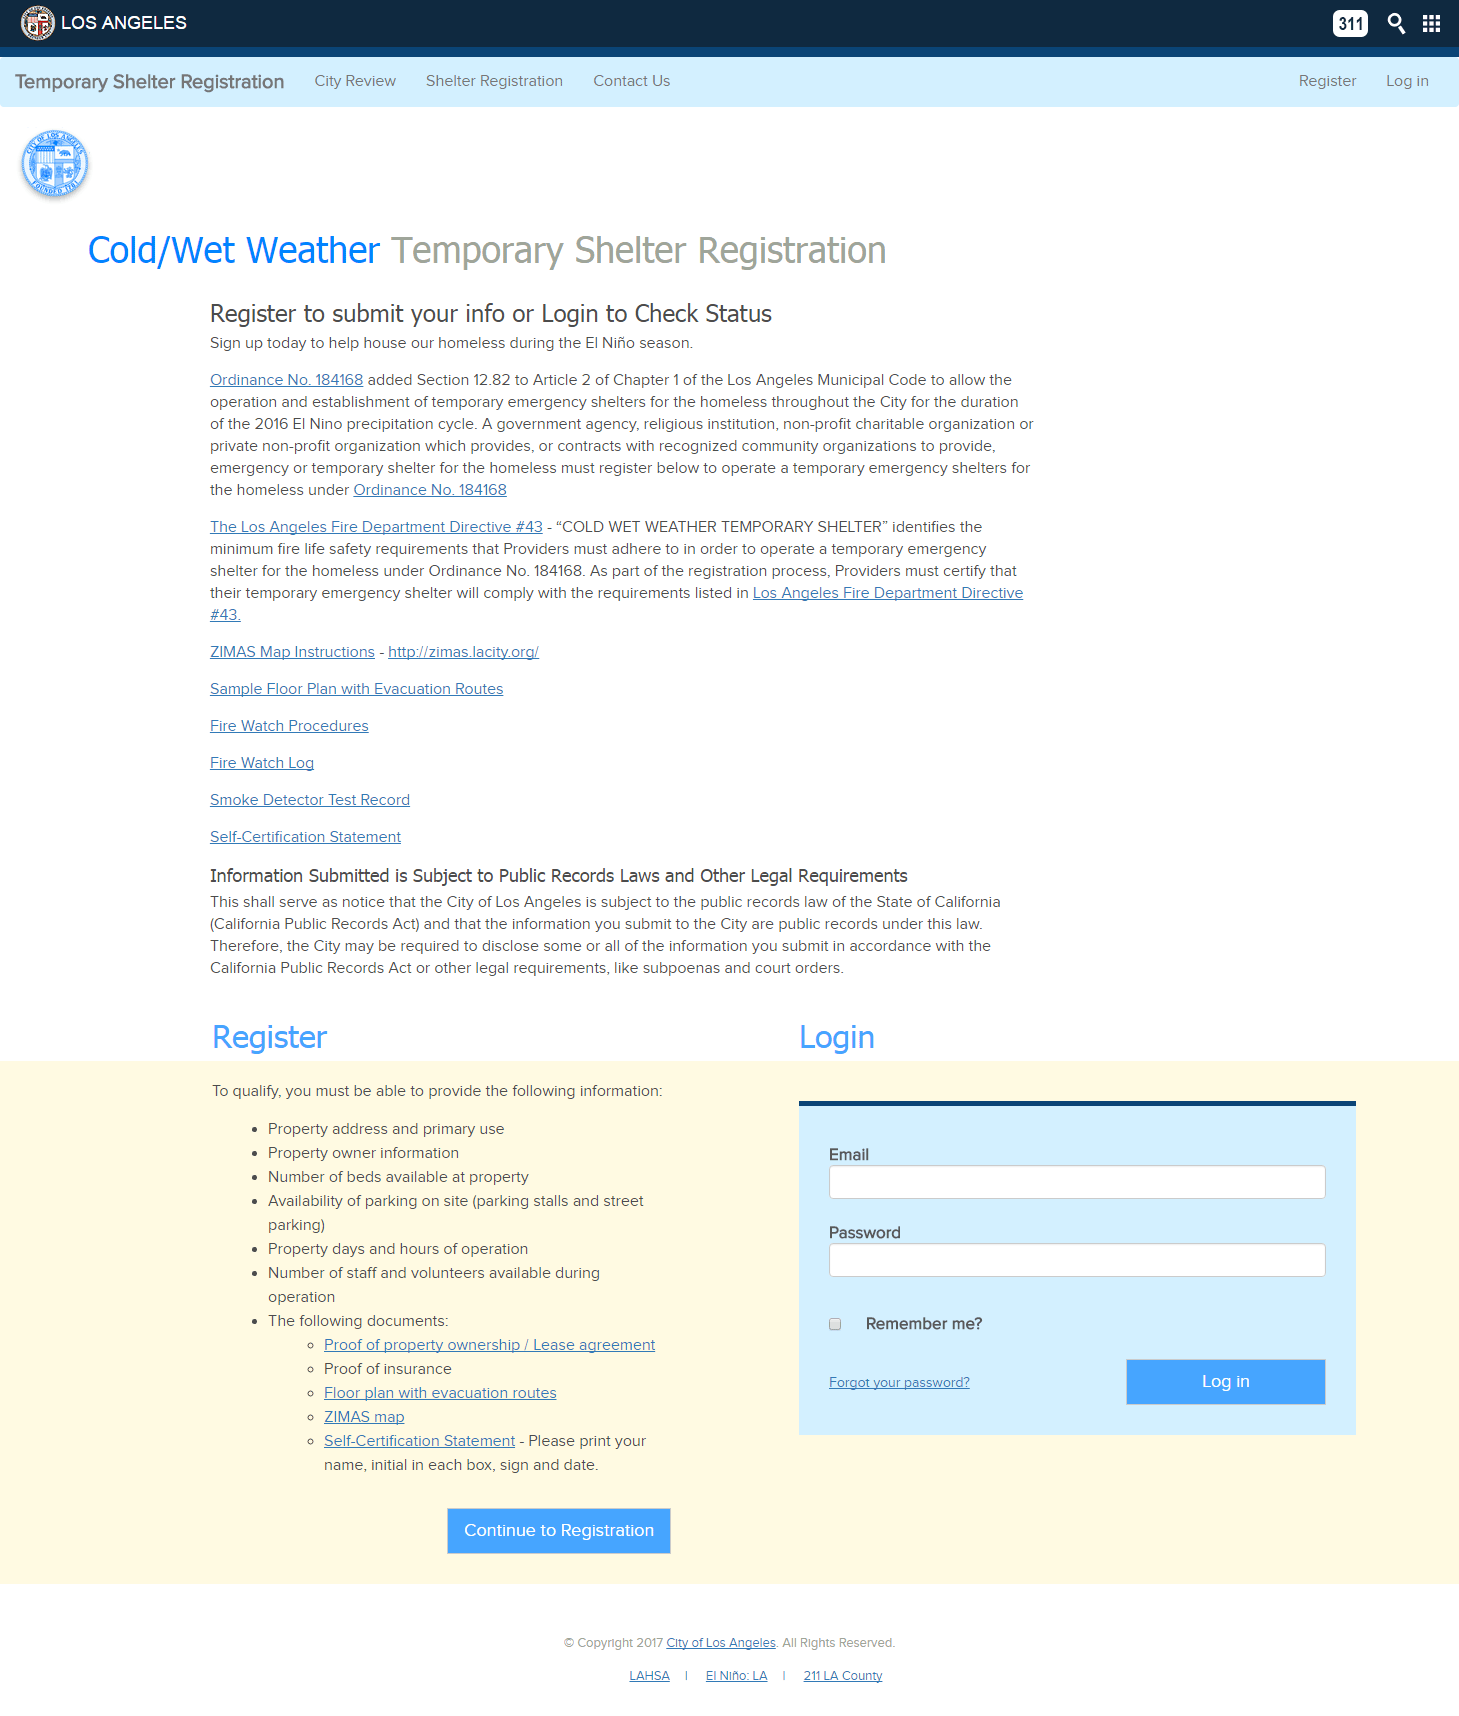 LOS ANGELES
311
Temporary Shelter Registration
City Review
Shelter Registration
Contact Us
Register
Log in
CITY OF LOS ANGELES
FOUNDED 1781
Cold/Wet Weather Temporary Shelter Registration
Register to submit your info or Login to Check Status
Sign up today to help house our homeless during the El Niño season.
Ordinance No. 184168 added Section 12.82 to Article 2 of Chapter 1 of the Los Angeles Municipal Code to allow the
operation and establishment of temporary emergency shelters for the homeless throughout the City for the duration
of the 2016 El Nino precipitation cycle. A government agency, religious institution, non-profit charitable organization or
private non-profit organization which provides, or contracts with recognized community organizations to provide,
emergency or temporary shelter for the homeless must register below to operate a temporary emergency shelters for
the homeless under Ordinance No. 184168
The Los Angeles Fire Department Directive #43 - “COLD WET WEATHER TEMPORARY SHELTER” identifies the
minimum fire life safety requirements that Providers must adhere to in order to operate a temporary emergency
shelter for the homeless under Ordinance No. 184168. As part of the registration process, Providers must certify that
their temporary emergency shelter will comply with the requirements listed in Los Angeles Fire Department Directive
#43.
ZIMAS Map Instructions - http://zimas.lacity.org/
Sample Floor Plan with Evacuation Routes
Fire Watch Procedures
Fire Watch Log
Smoke Detector Test Record
Self-Certification Statement
Information Submitted is Subject to Public Records Laws and Other Legal Requirements
This shall serve as notice that the City of Los Angeles is subject to the public records law of the State of California
(California Public Records Act) and that the information you submit to the City are public records under this law.
Therefore, the City may be required to disclose some or all of the information you submit in accordance with the
California Public Records Act or other legal requirements, like subpoenas and court orders.
Register
To qualify, you must be able to provide the following information:
Property address and primary use
Property owner information
Number of beds available at property
Availability of parking on site (parking stalls and street
parking)
Property days and hours of operation
Number of staff and volunteers available during
operation
The following documents:
Proof of property ownership / Lease agreement
Proof of insurance
Floor plan with evacuation routes
ZIMAS map
Self-Certification Statement - Please print your
name, initial in each box, sign and date.
Continue to Registration
Login
Email
Password
Remember me?
Forgot your password?
Log in
© Copyright 2017 City of Los Angeles. All Rights Reserved.
LAHSA | El Niño: LA | 211 LA County